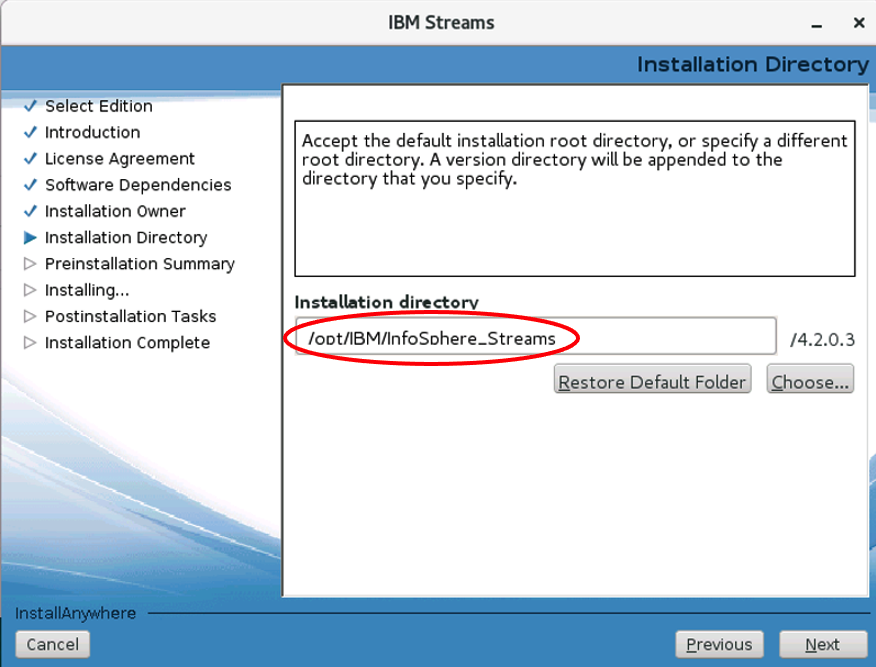 IBM Streams
Installation Directory
Select Edition
Introduction
License Agreement
Software Dependencies
Installation Owner
Installation Directory
Preinstallation Summary
Installing...
Postinstallation Tasks
Installation Complete
Accept the default installation root directory, or specify a different
root directory. A version directory will be appended to the
directory that you specify.
Installation directory
/opt/IBM/InfoSphere_Streams /4.2.0.3
Restore Default Folder Choose...
InstallAnywhere
Cancel Previous Next